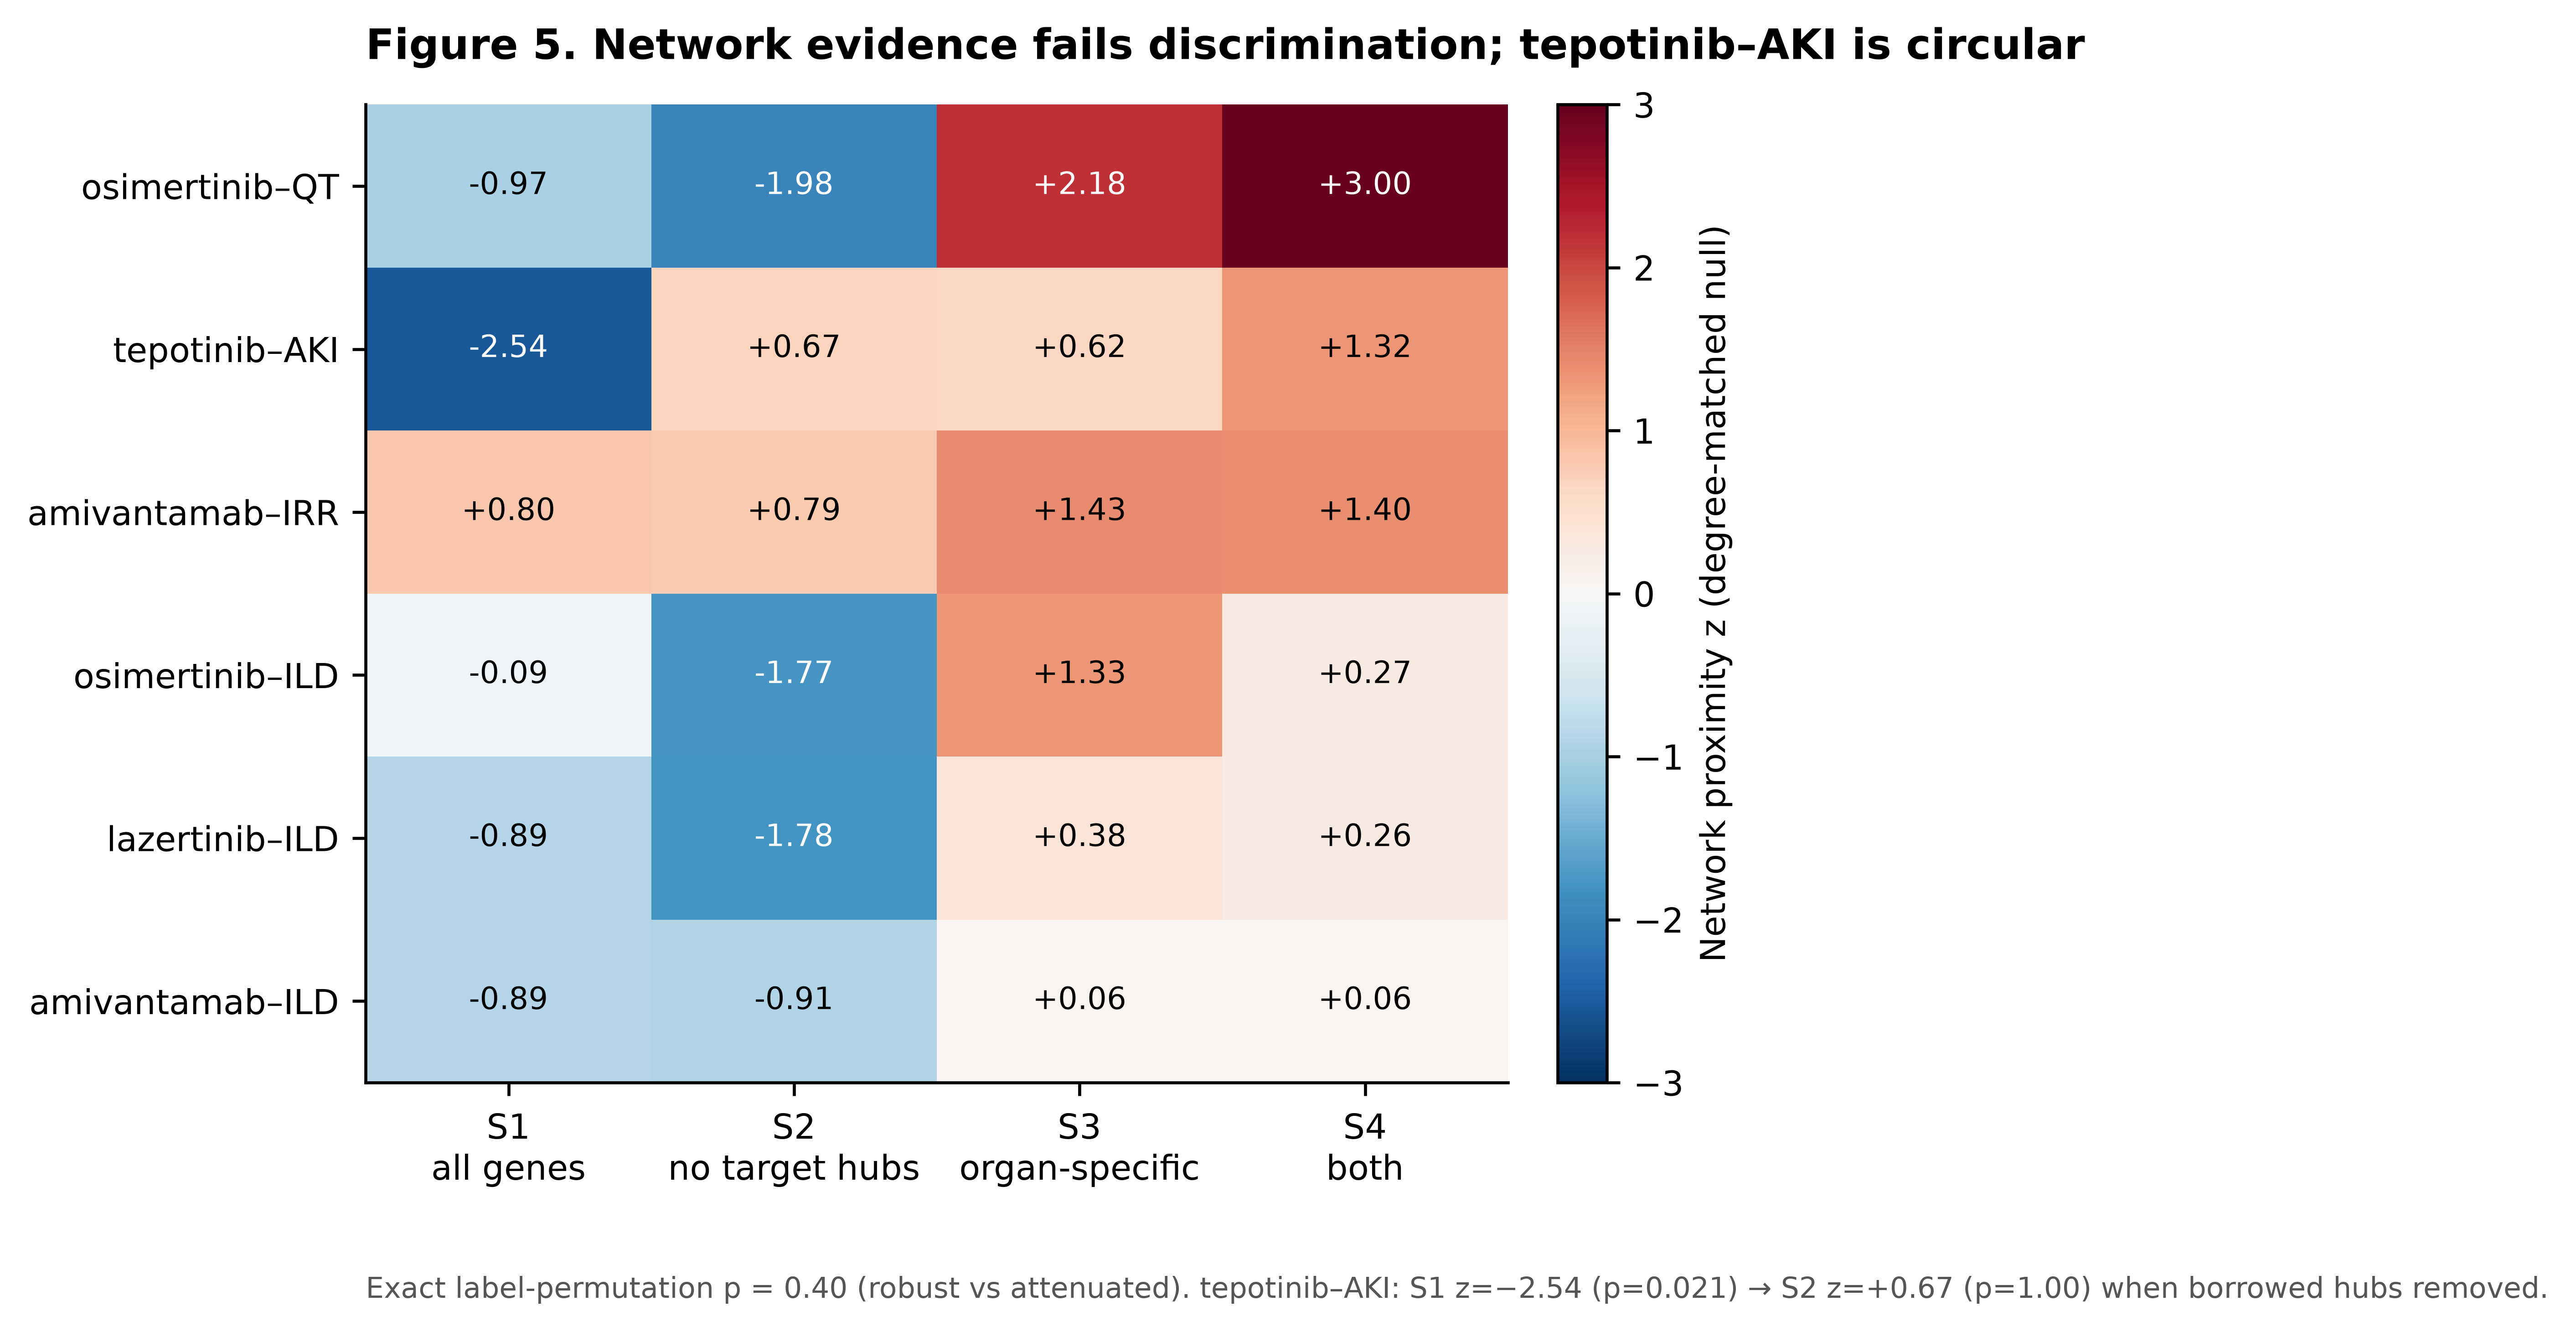 Figure 5. Network evidence fails discrimination; tepotinib–AKI is circular
osimertinib–QT -0.97 -1.98 +2.18 +3.00
tepotinib–AKI -2.54 +0.67 +0.62 +1.32
amivantamab–IRR +0.80 +0.79 +1.43 +1.40
osimertinib–ILD -0.09 -1.77 +1.33 +0.27
lazertinib–ILD -0.89 -1.78 +0.38 +0.26
amivantamab–ILD -0.89 -0.91 +0.06 +0.06
S1 S2 S3 S4
all genes no target hubs organ-specific both
3
2
1
0
−1
−2
−3
Network proximity z (degree-matched null)
Exact label-permutation p = 0.40 (robust vs attenuated). tepotinib–AKI: S1 z=−2.54 (p=0.021) → S2 z=+0.67 (p=1.00) when borrowed hubs removed.